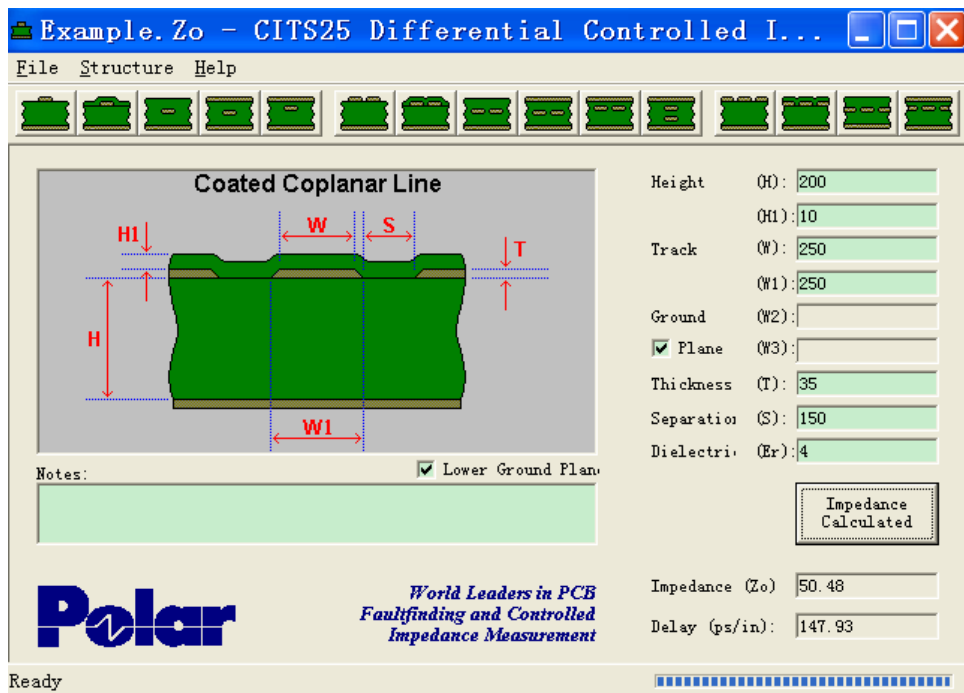 Example.Zo - CITS25 Differential Controlled I...
File Structure Help
Coated Coplanar Line
W
S
H1
T
H
W1
Height (H): 200
(H1): 10
Track (W): 250
(W1): 250
Ground (W2):
Plane (W3):
Thickness (T): 35
Separation (S): 150
Dielectri (Er): 4
Notes:
Lower Ground Plan
Impedance
Calculated
Polar
World Leaders in PCB
Faultfinding and Controlled
Impedance Measurement
Impedance (Zo) 50.48
Delay (ps/in): 147.93
Ready